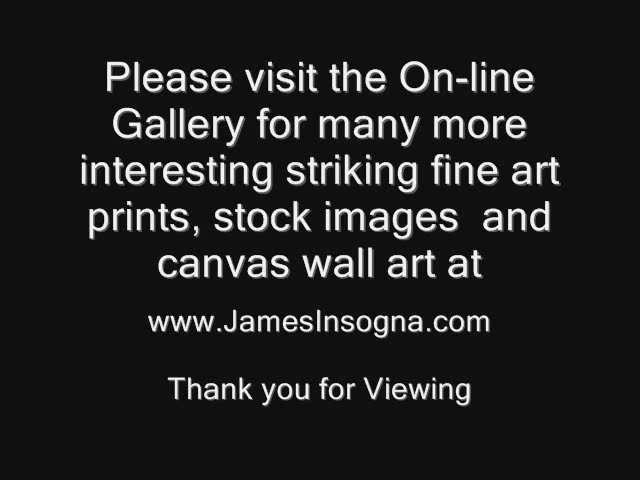 Please visit the On-line
Gallery for many more
interesting striking fine art
prints, stock images  and
canvas wall art at
www.JamesInsogna.com
Thank you for Viewing